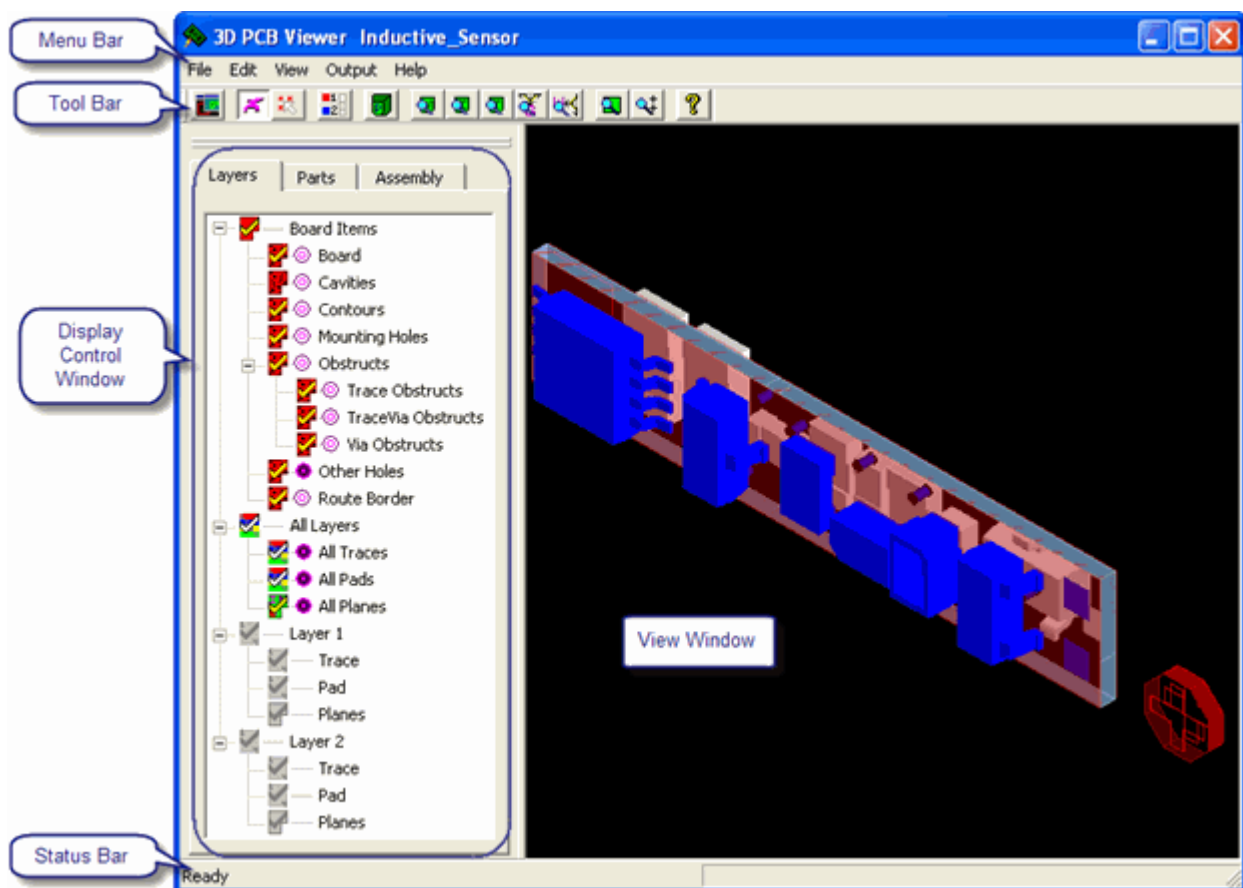 Menu Bar
3D PCB Viewer Inductive_Sensor
File Edit View Output Help
Tool Bar
Layers Parts Assembly
Board Items
Board
Cavities
Contours
Mounting Holes
Display
Control
Window
Obstructs
Trace Obstructs
TraceVia Obstructs
Via Obstructs
Other Holes
Route Border
All Layers
All Traces
All Pads
All Planes
Layer 1
Trace
Pad
Planes
Layer 2
Trace
Pad
Planes
View Window
Status Bar
Ready